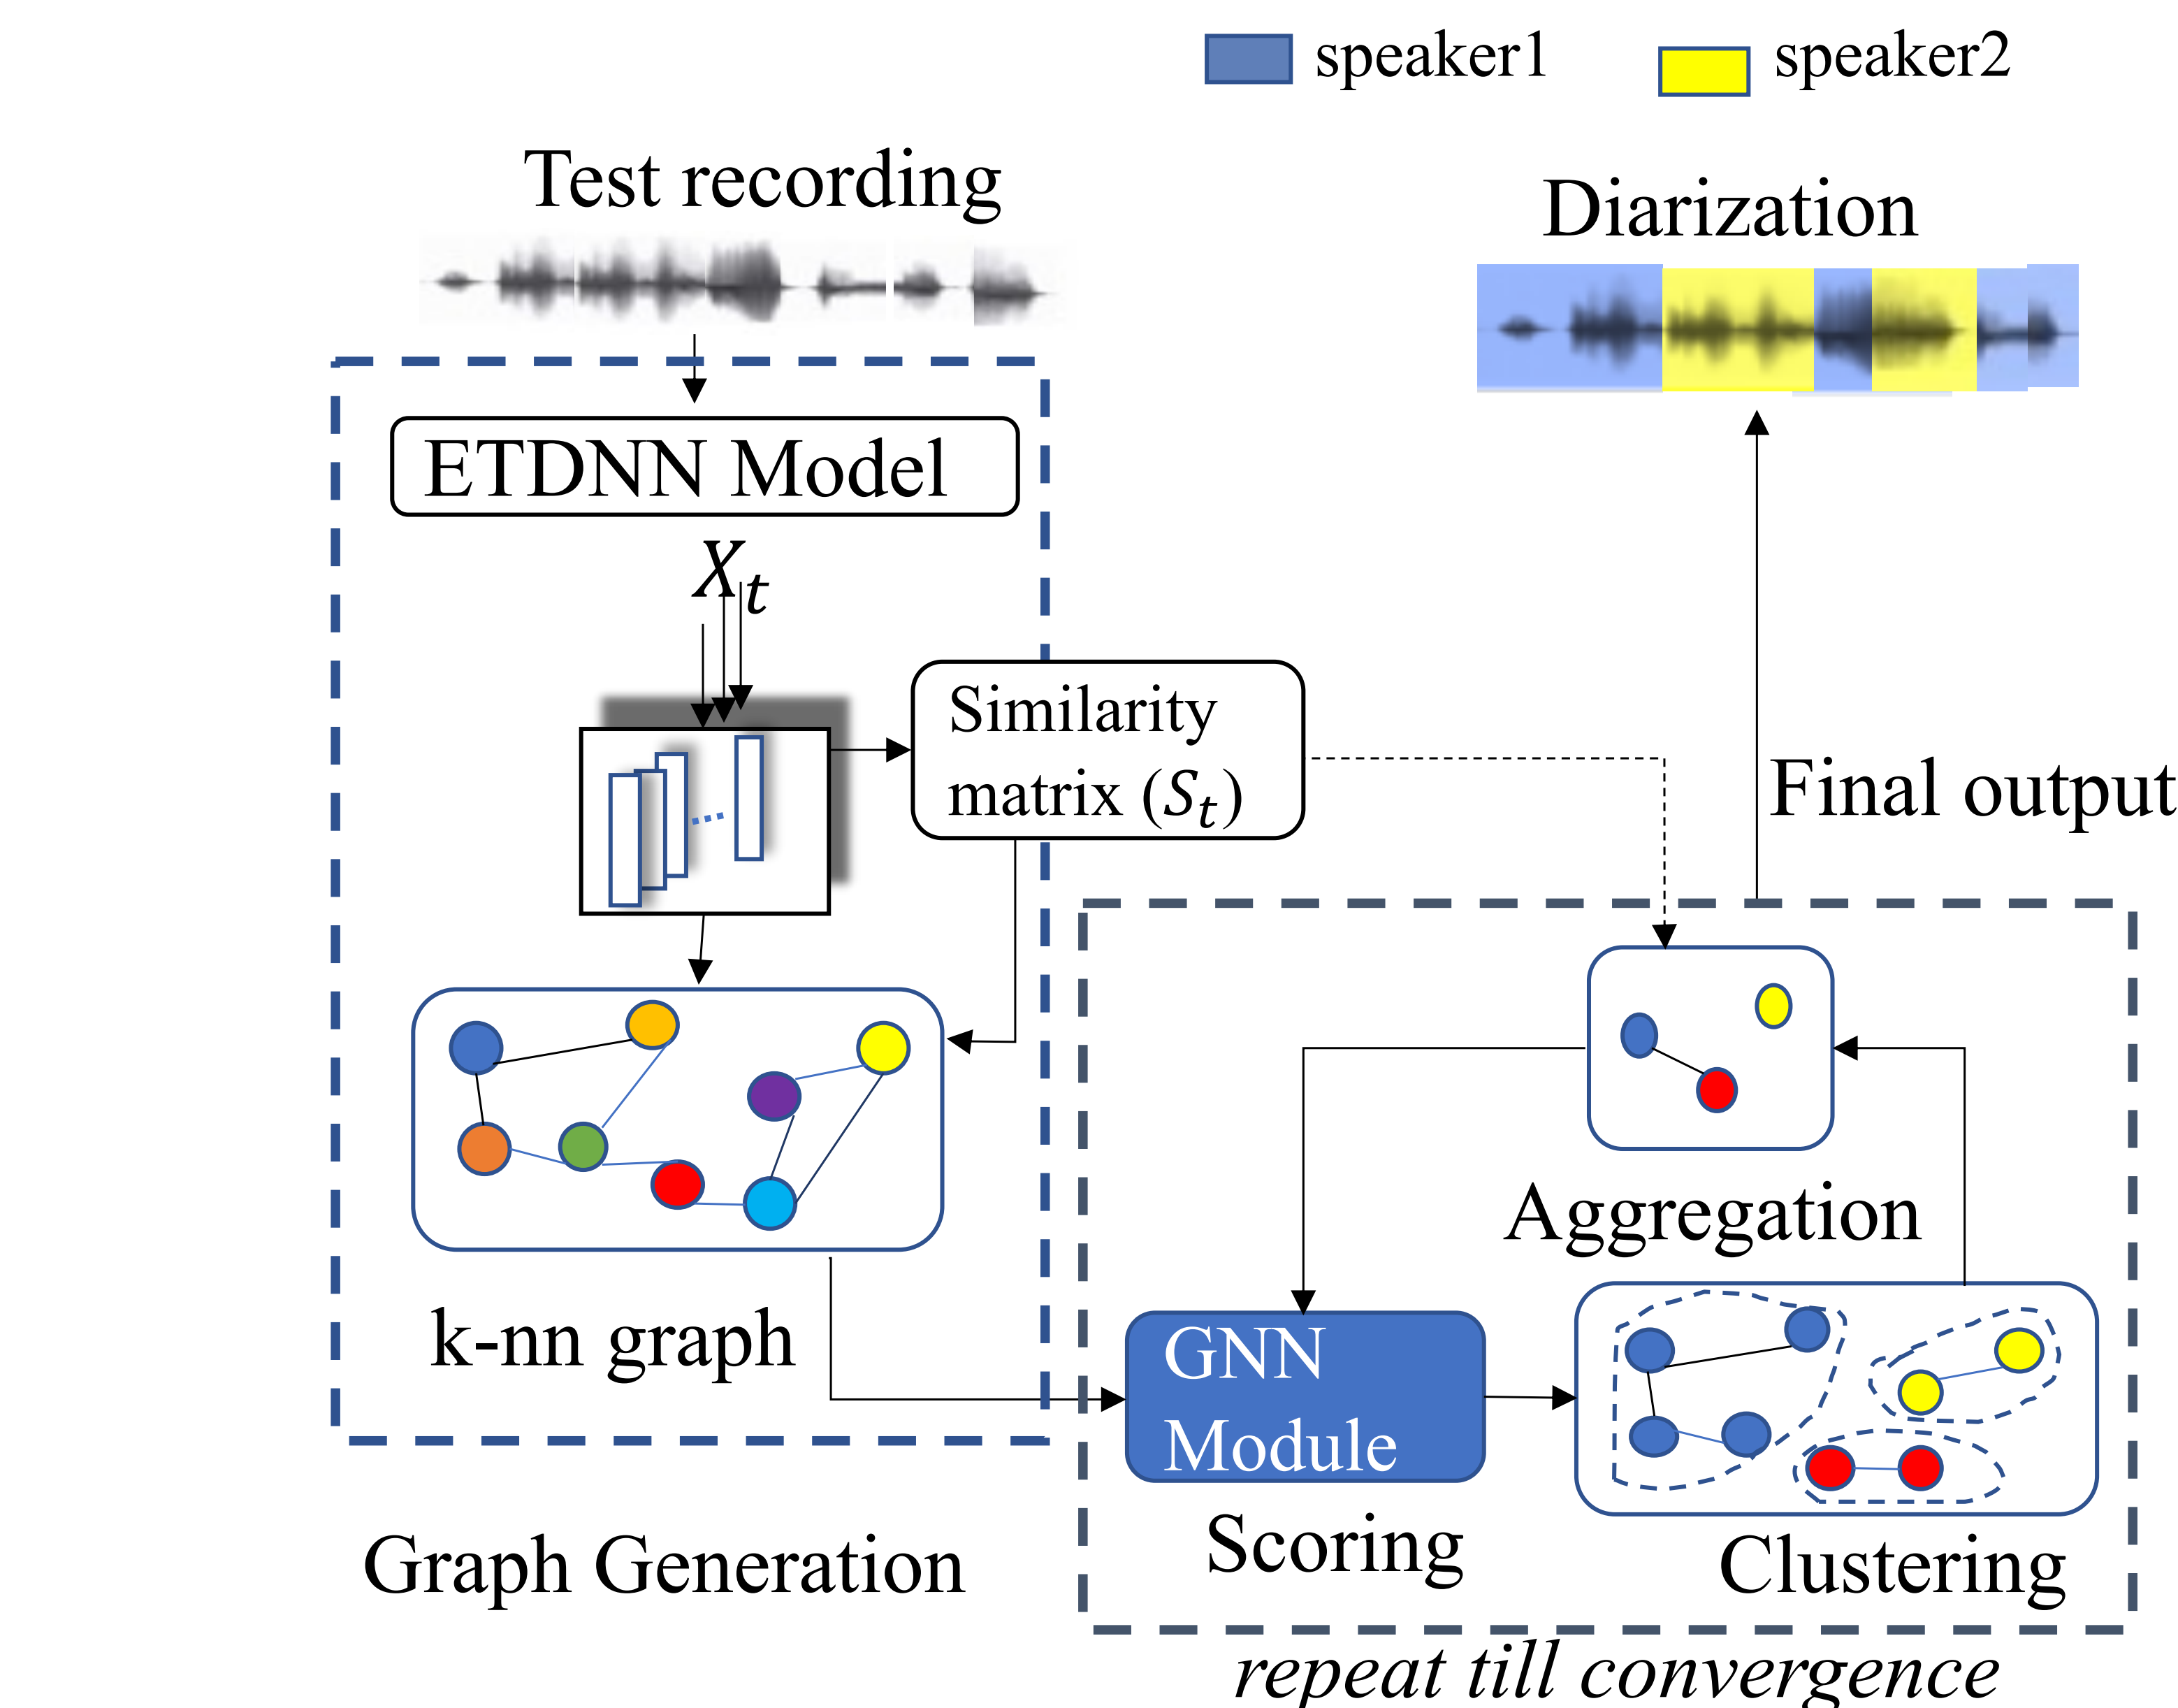 speaker1
speaker2
Test recording
Diarization
ETDNN Model
X_t
Similarity
matrix (S_t)
Final output
Aggregation
k-nn graph
GNN
Module
Scoring
Clustering
Graph Generation
repeat till convergence